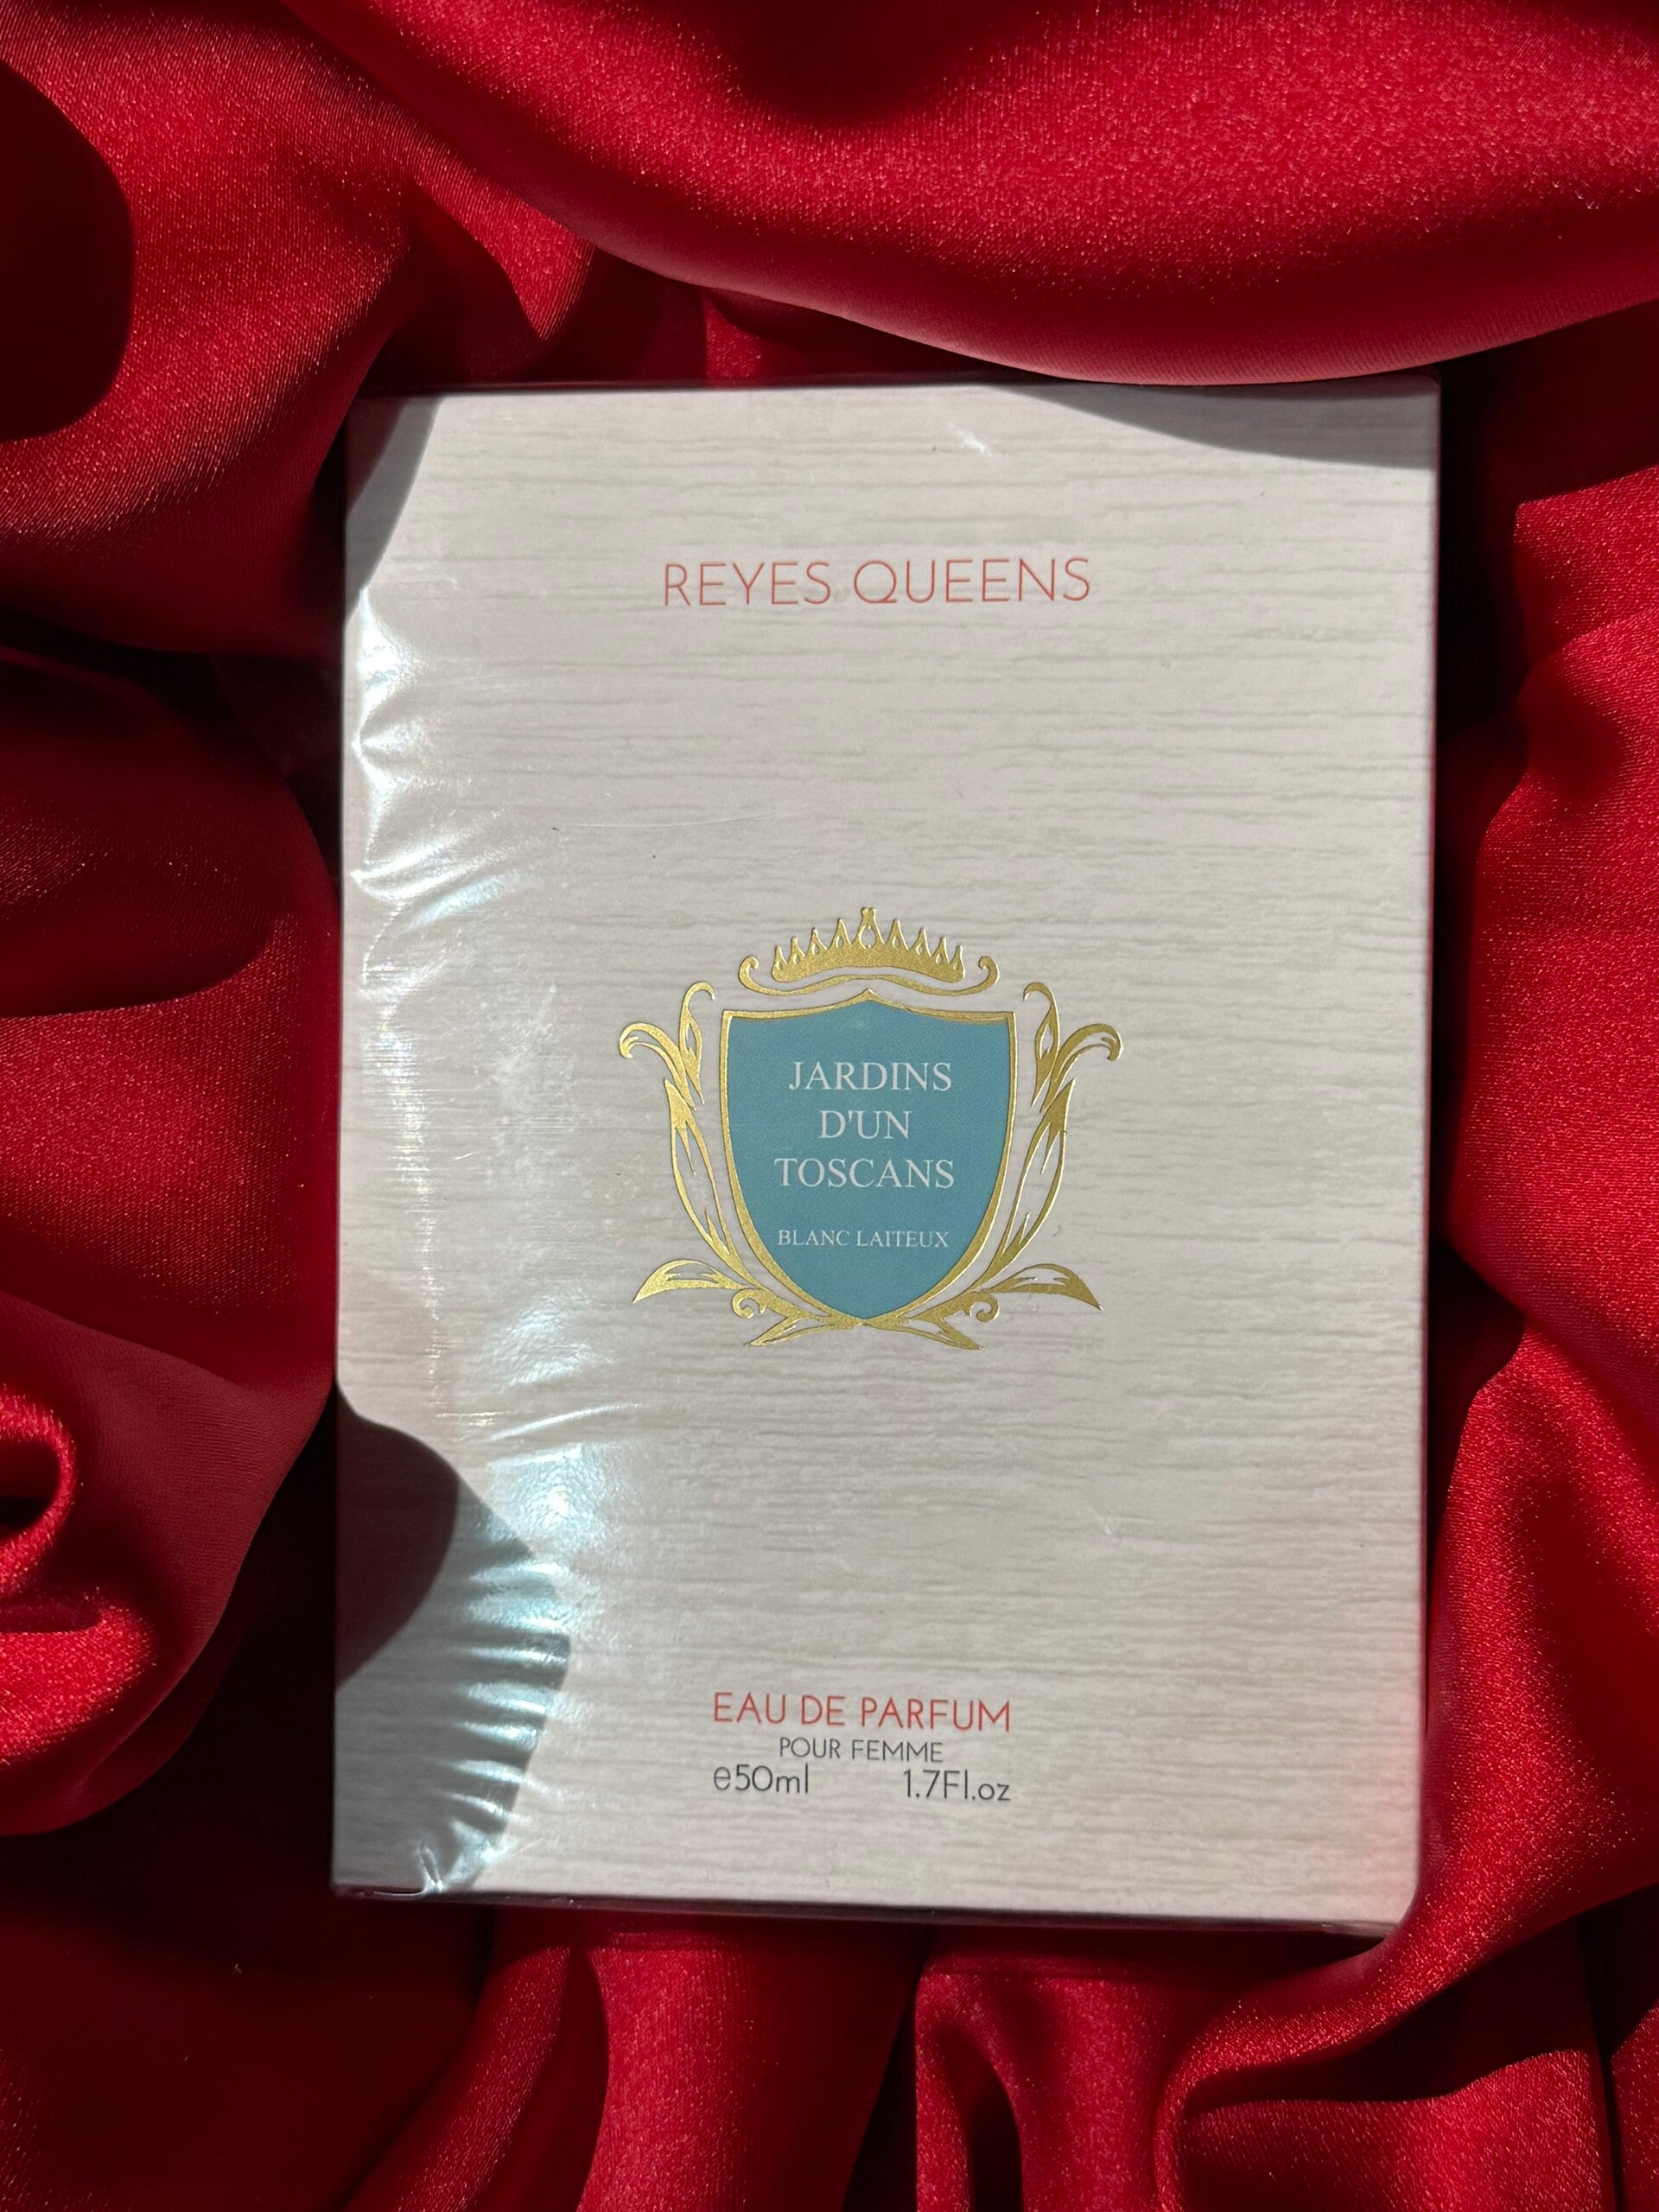 REYES QUEENS
JARDINS
D'UN
TOSCANS
BLANC LAITEUX
EAU DE PARFUM
POUR FEMME
e50ml 1.7Fl.oz